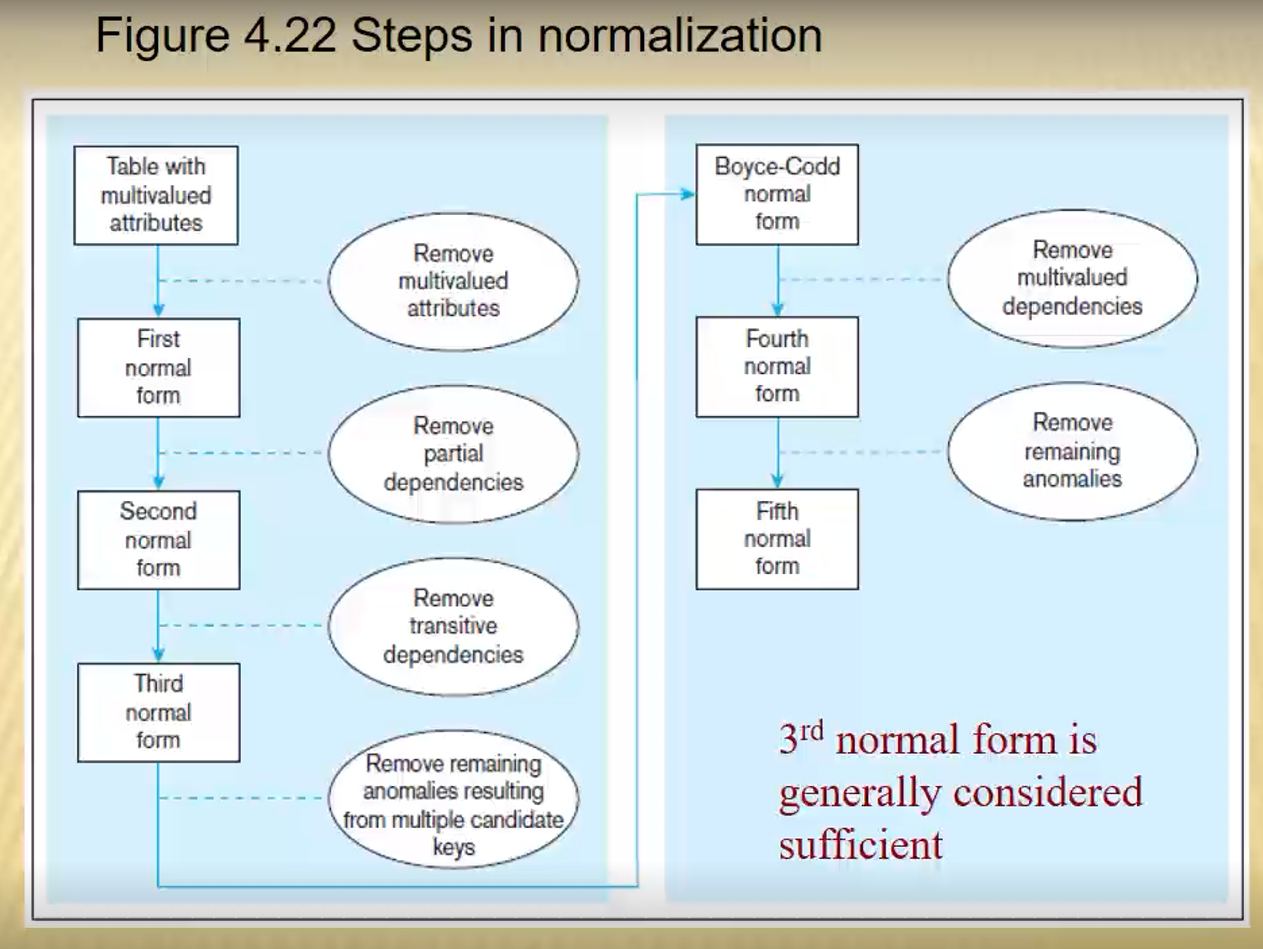 Figure 4.22 Steps in normalization
Table with
multivalued
attributes
Remove
multivalued
attributes
First
normal
form
Remove
partial
dependencies
Second
normal
form
Remove
transitive
dependencies
Third
normal
form
Remove remaining
anomalies resulting
from multiple candidate
keys
Boyce-Codd
normal
form
Remove
multivalued
dependencies
Fourth
normal
form
Remove
remaining
anomalies
Fifth
normal
form
3rd normal form is
generally considered
sufficient